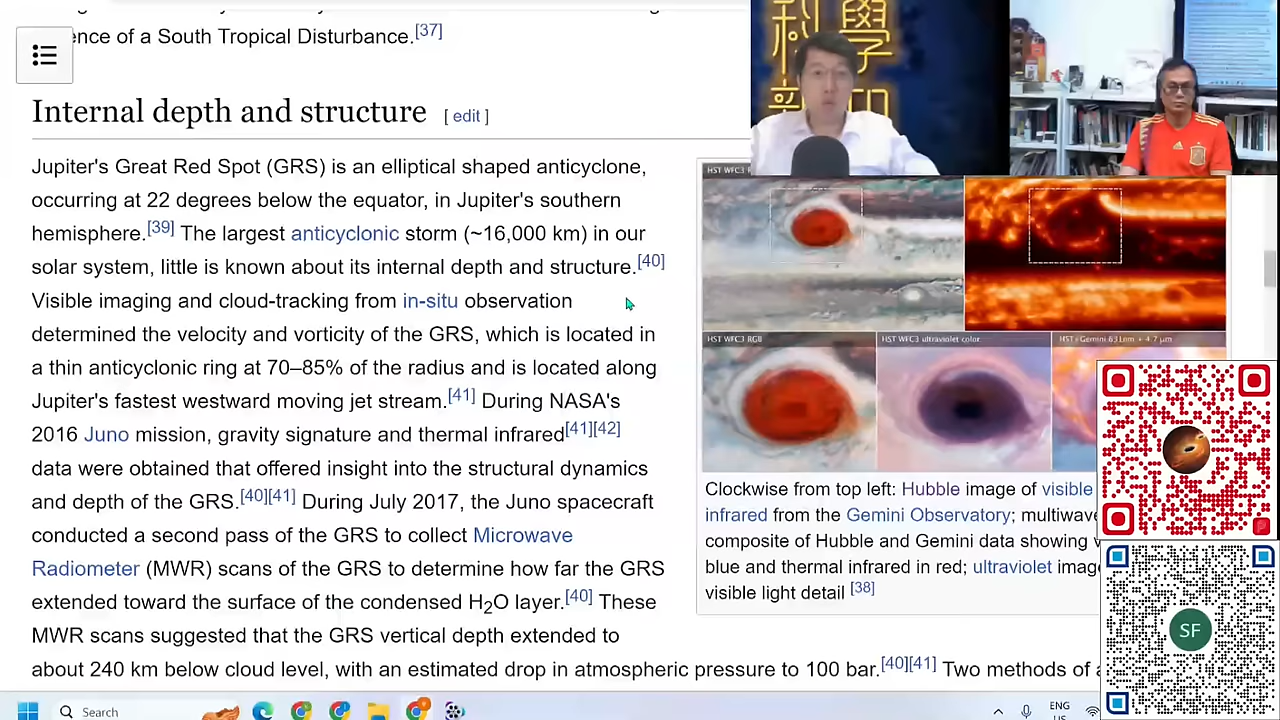 ence of a South Tropical Disturbance.[37]
Internal depth and structure [ edit ]
Jupiter's Great Red Spot (GRS) is an elliptical shaped anticyclone,
occurring at 22 degrees below the equator, in Jupiter's southern
hemisphere.[39] The largest anticyclonic storm (~16,000 km) in our
solar system, little is known about its internal depth and structure.[40]
Visible imaging and cloud-tracking from in-situ observation
determined the velocity and vorticity of the GRS, which is located in
a thin anticyclonic ring at 70–85% of the radius and is located along
Jupiter's fastest westward moving jet stream.[41] During NASA's
2016 Juno mission, gravity signature and thermal infrared[41][42]
data were obtained that offered insight into the structural dynamics
and depth of the GRS.[40][41] During July 2017, the Juno spacecraft
conducted a second pass of the GRS to collect Microwave
Radiometer (MWR) scans of the GRS to determine how far the GRS
extended toward the surface of the condensed H2O layer.[40] These
MWR scans suggested that the GRS vertical depth extended to
about 240 km below cloud level, with an estimated drop in atmospheric pressure to 100 bar.[40][41] Two methods of a
科學
HST WFC3
HST WFC3 RGB
HST WFC3 ultraviolet color
HST+Gemini 631nm + 4.7 μm
Clockwise from top left: Hubble image of visible
infrared from the Gemini Observatory; multiwave
composite of Hubble and Gemini data showing v
blue and thermal infrared in red; ultraviolet imag
visible light detail [38]
SF
Search
ENG
US